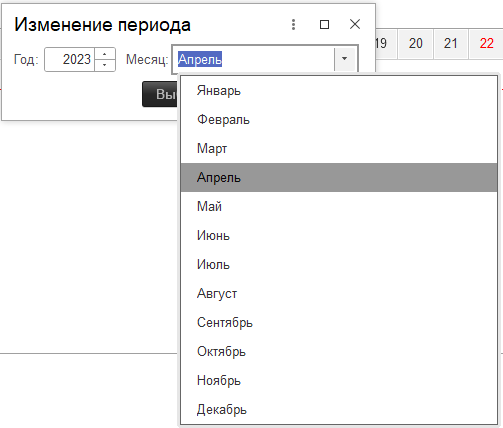 Изменение периода
Год: 2023 Месяц: Апрель
19 20 21 22
Январь
Февраль
Март
Апрель
Май
Июнь
Июль
Август
Сентябрь
Октябрь
Ноябрь
Декабрь